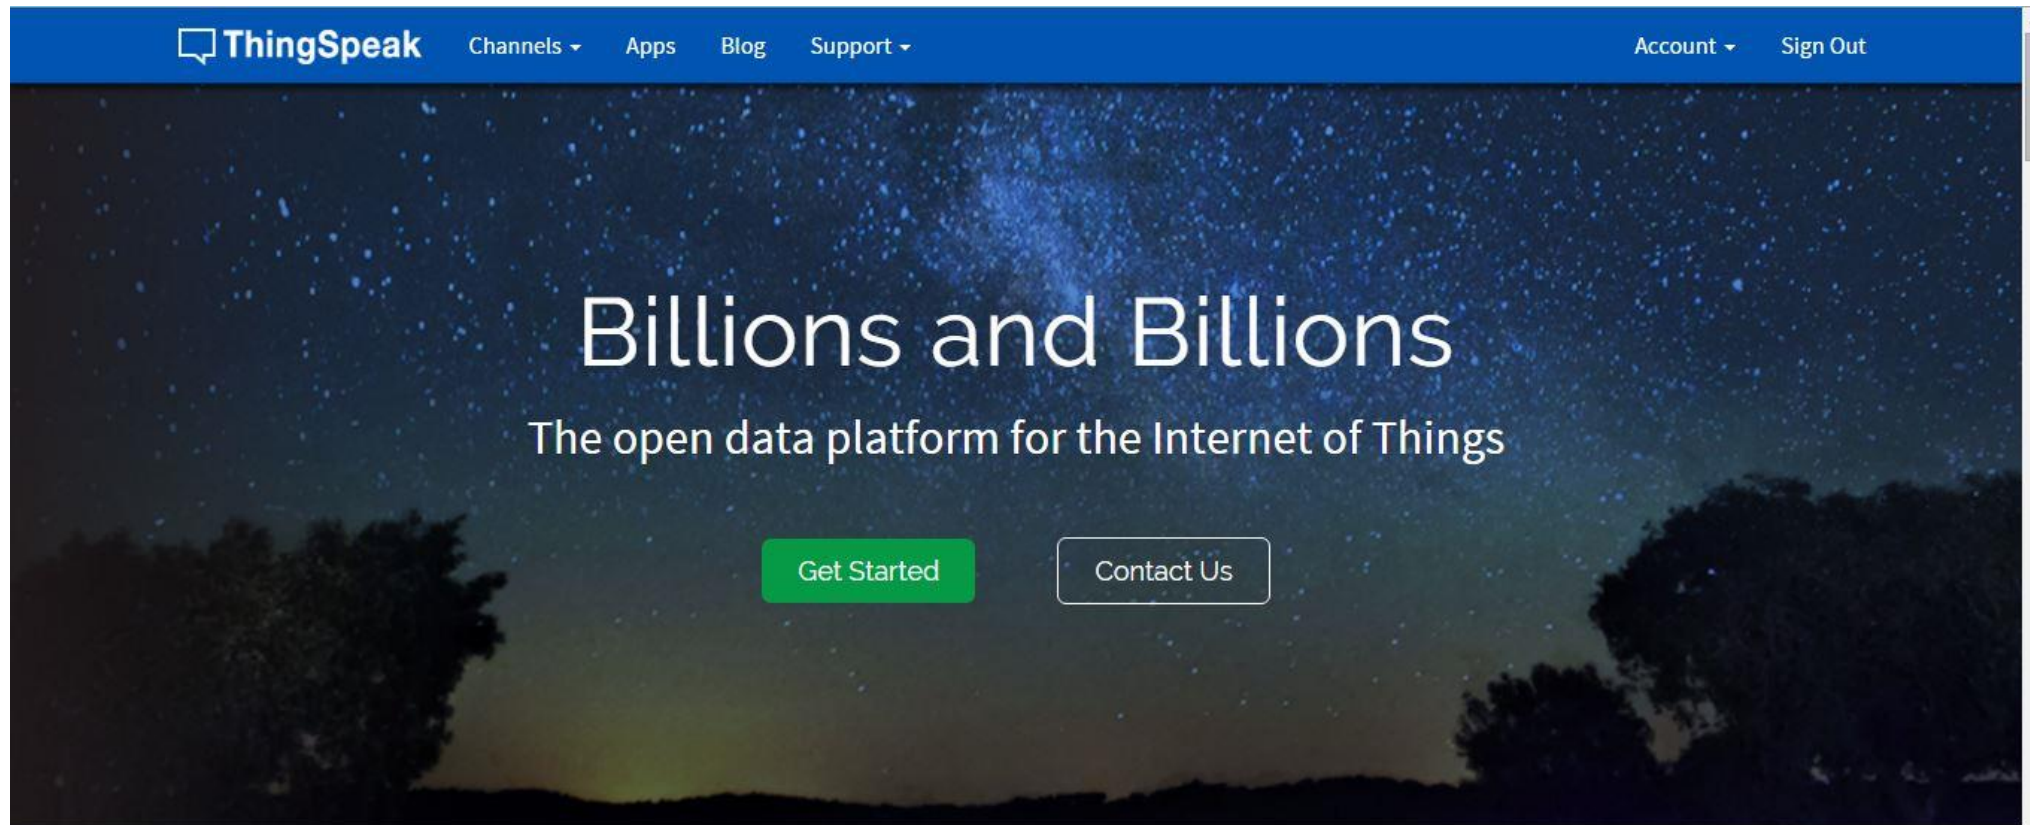 ThingSpeak Channels Apps Blog Support Account Sign Out
Billions and Billions
The open data platform for the Internet of Things
Get Started Contact Us